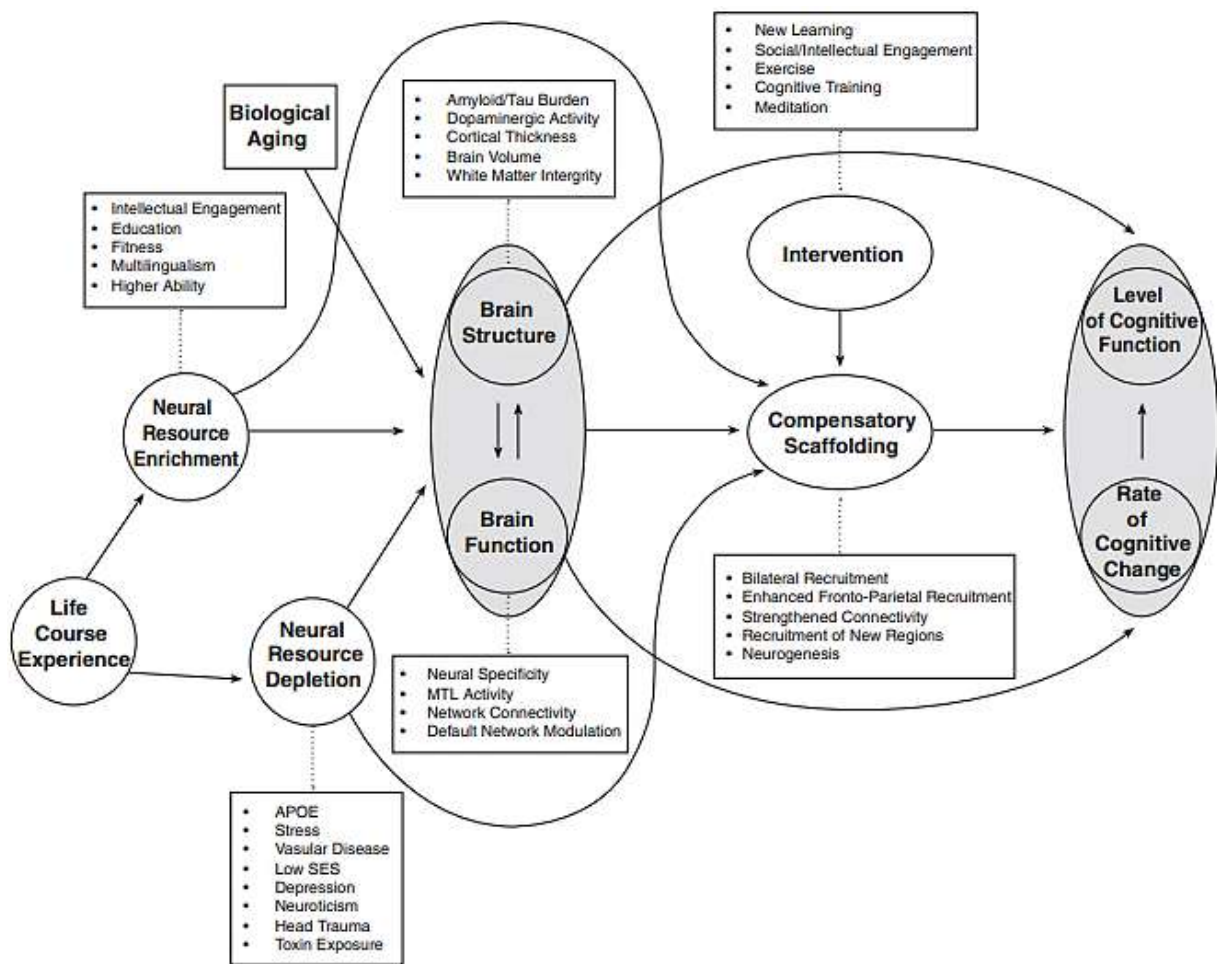 • New Learning
• Social/Intellectual Engagement
• Exercise
• Cognitive Training
• Meditation
Biological
Aging
• Amyloid/Tau Burden
• Dopaminergic Activity
• Cortical Thickness
• Brain Volume
• White Matter Intergrity
• Intellectual Engagement
• Education
• Fitness
• Multilingualism
• Higher Ability
Intervention
Brain
Structure
Level
of Cognitive
Function
Neural
Resource
Enrichment
Compensatory
Scaffolding
Brain
Function
Rate
of
Cognitive
Change
Life
Course
Experience
Neural
Resource
Depletion
• Bilateral Recruitment
• Enhanced Fronto-Parietal Recruitment
• Strengthened Connectivity
• Recruitment of New Regions
• Neurogenesis
• Neural Specificity
• MTL Activity
• Network Connectivity
• Default Network Modulation
• APOE
• Stress
• Vasular Disease
• Low SES
• Depression
• Neuroticism
• Head Trauma
• Toxin Exposure